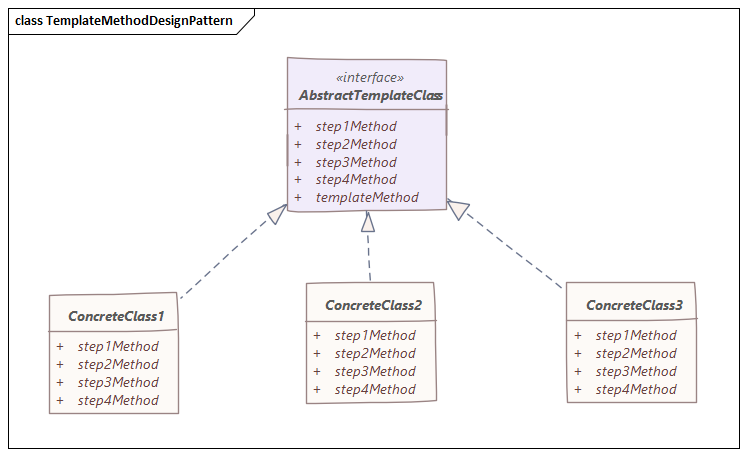 class TemplateMethodDesignPattern
«interface»
AbstractTemplateClass
+ step1Method
+ step2Method
+ step3Method
+ step4Method
+ templateMethod
ConcreteClass1
+ step1Method
+ step2Method
+ step3Method
+ step4Method
ConcreteClass2
+ step1Method
+ step2Method
+ step3Method
+ step4Method
ConcreteClass3
+ step1Method
+ step2Method
+ step3Method
+ step4Method